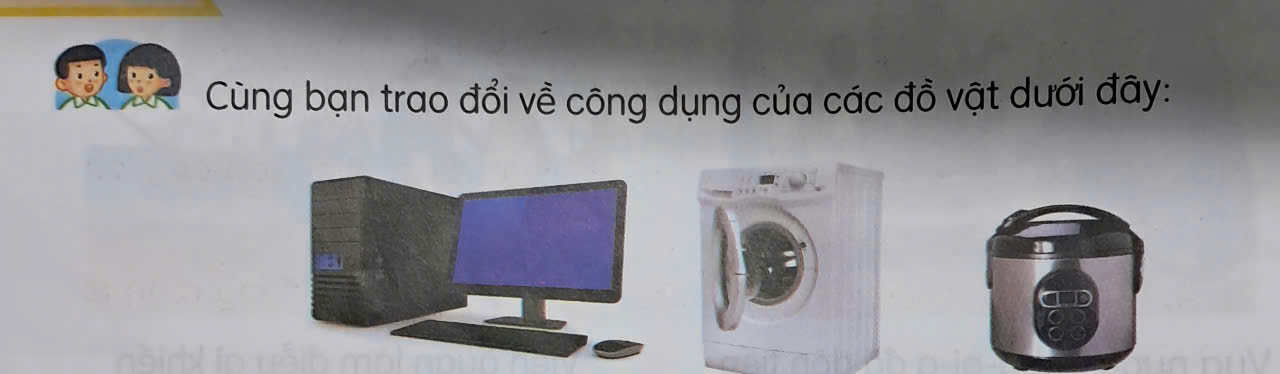 Cùng bạn trao đổi về công dụng của các đồ vật dưới đây: